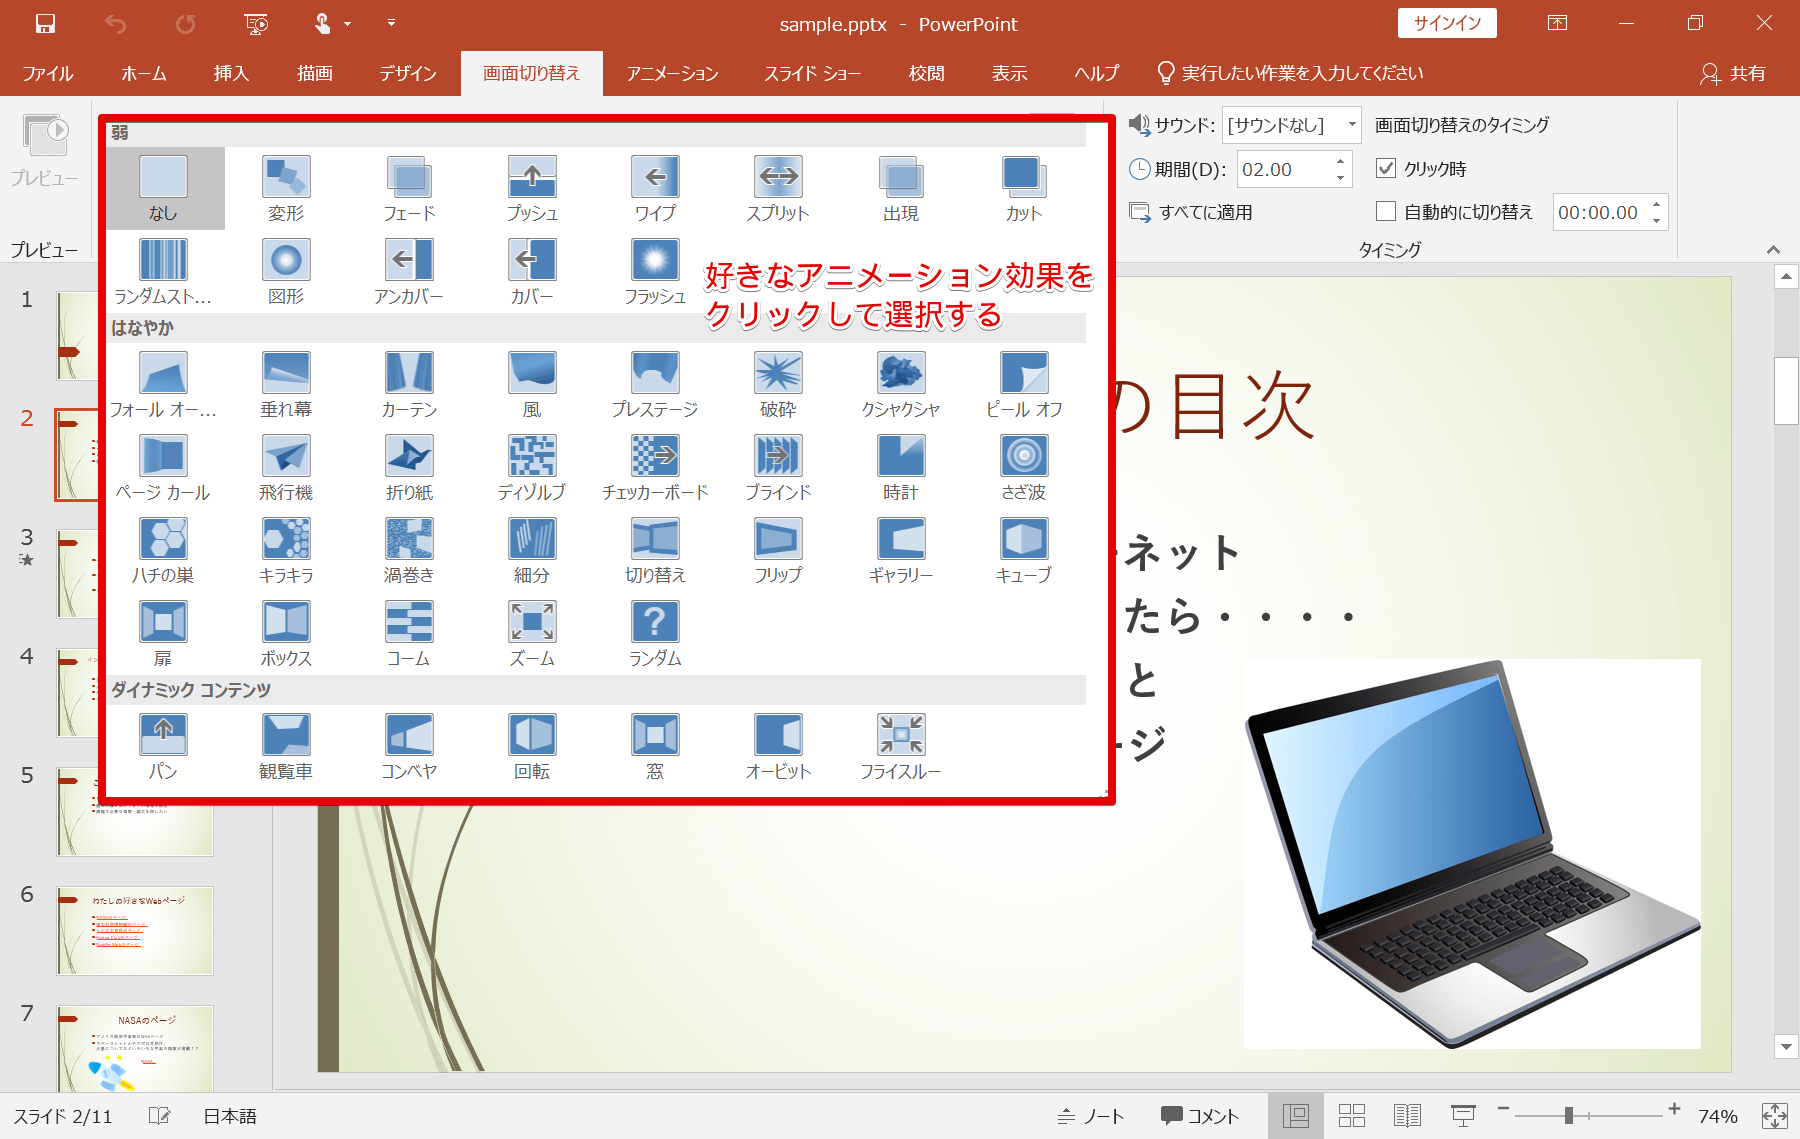 sample.pptx - PowerPoint
サインイン
ファイル
ホーム
挿入
描画
デザイン
画面切り替え
アニメーション
スライド ショー
校閲
表示
ヘルプ
実行したい作業を入力してください
共有
プレビュー
プレビュー
弱
なし
変形
フェード
プッシュ
ワイプ
スプリット
出現
カット
ランダムスト...
図形
アンカバー
カバー
フラッシュ
好きなアニメーション効果を
クリックして選択する
はなやか
フォール オー...
垂れ幕
カーテン
風
プレステージ
破砕
クシャクシャ
ピール オフ
ページ カール
飛行機
折り紙
ディゾルブ
チェッカーボード
ブラインド
時計
さざ波
ハチの巣
キラキラ
渦巻き
細分
切り替え
フリップ
ギャラリー
キューブ
扉
ボックス
コーム
ズーム
ランダム
ダイナミック コンテンツ
パン
観覧車
コンベヤ
回転
窓
オービット
フライスルー
サウンド:
[サウンドなし]
画面切り替えのタイミング
期間(D):
02.00
クリック時
すべてに適用
自動的に切り替え
00:00.00
タイミング
1
2
3
4
5
6
わたしの好きなWebページ
7
NASAのページ
の目次
ーネット
たら・・・・
と
ージ
スライド 2/11
日本語
ノート
コメント
74%